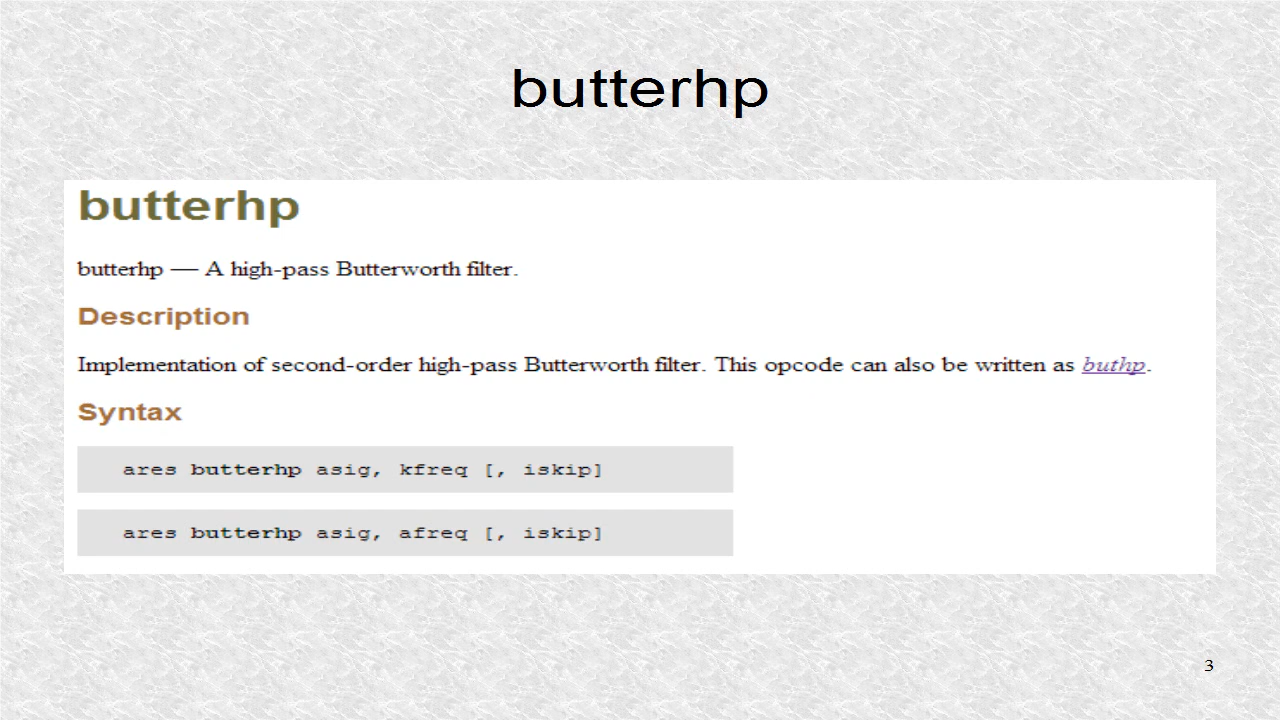 butterhp
butterhp
butterhp — A high-pass Butterworth filter.
Description
Implementation of second-order high-pass Butterworth filter. This opcode can also be written as buthp.
Syntax
ares butterhp asig, kfreq [, iskip]
ares butterhp asig, afreq [, iskip]
3